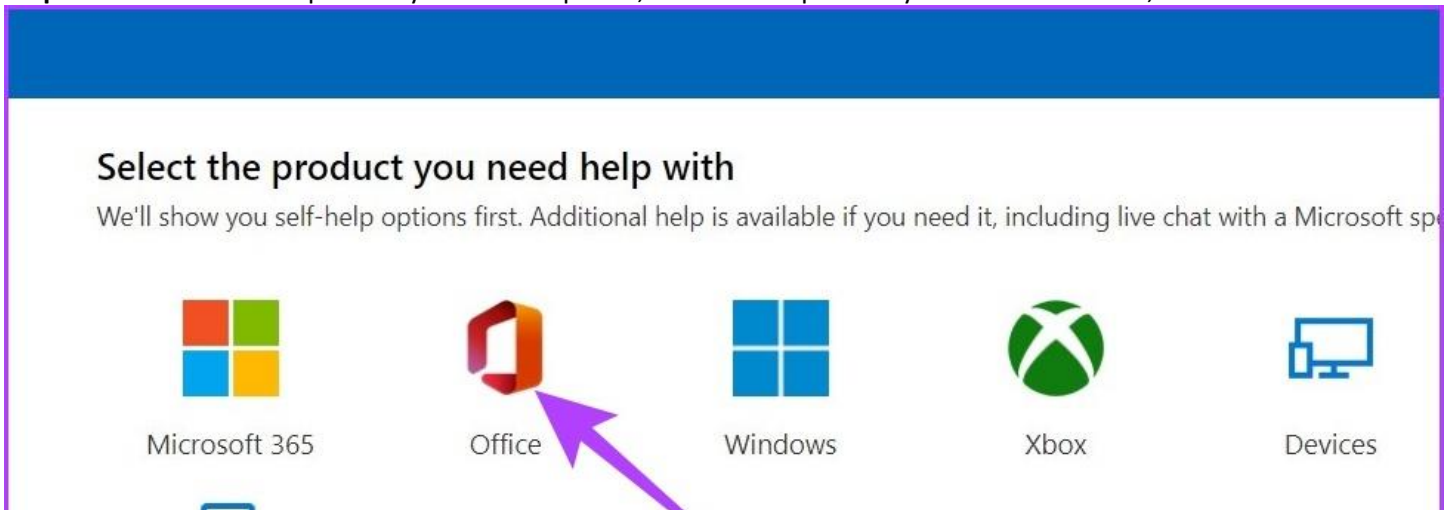 Select the product you need help with
We'll show you self-help options first. Additional help is available if you need it, including live chat with a Microsoft
Microsoft 365 Office Windows Xbox Devices